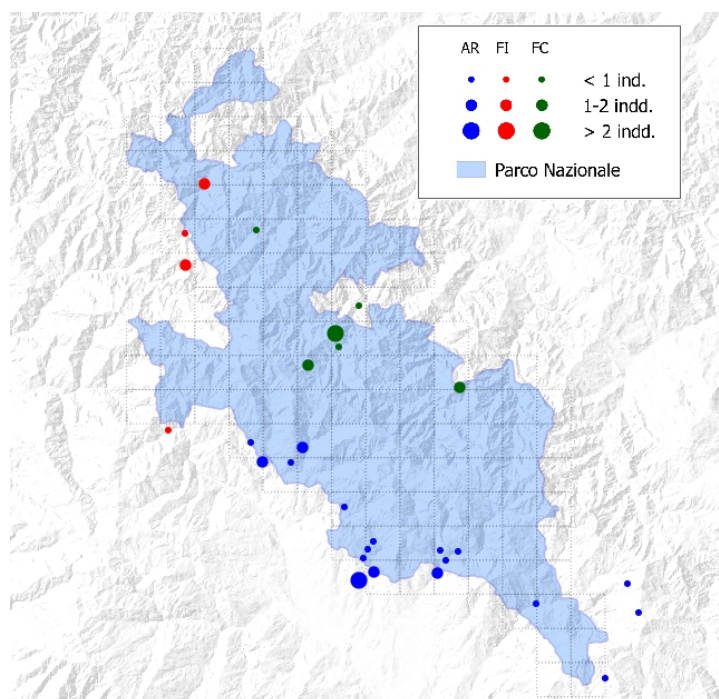 AR FI FC
< 1 ind.
1-2 indd.
> 2 indd.
Parco Nazionale